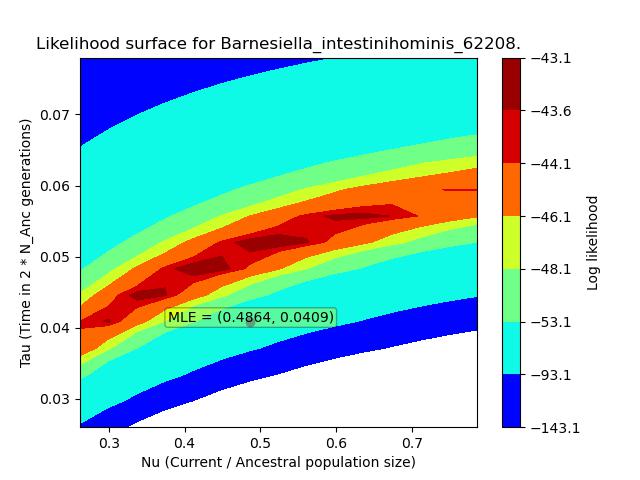 Likelihood surface for Barnesiella_intestinihominis_62208.
Tau (Time in 2 * N_Anc generations)
0.07
0.06
0.05
0.04
0.03
MLE = (0.4864, 0.0409)
0.3 0.4 0.5 0.6 0.7
Nu (Current / Ancestral population size)
−43.1
−43.6
−44.1
−46.1
−48.1
−53.1
−93.1
−143.1
Log likelihood